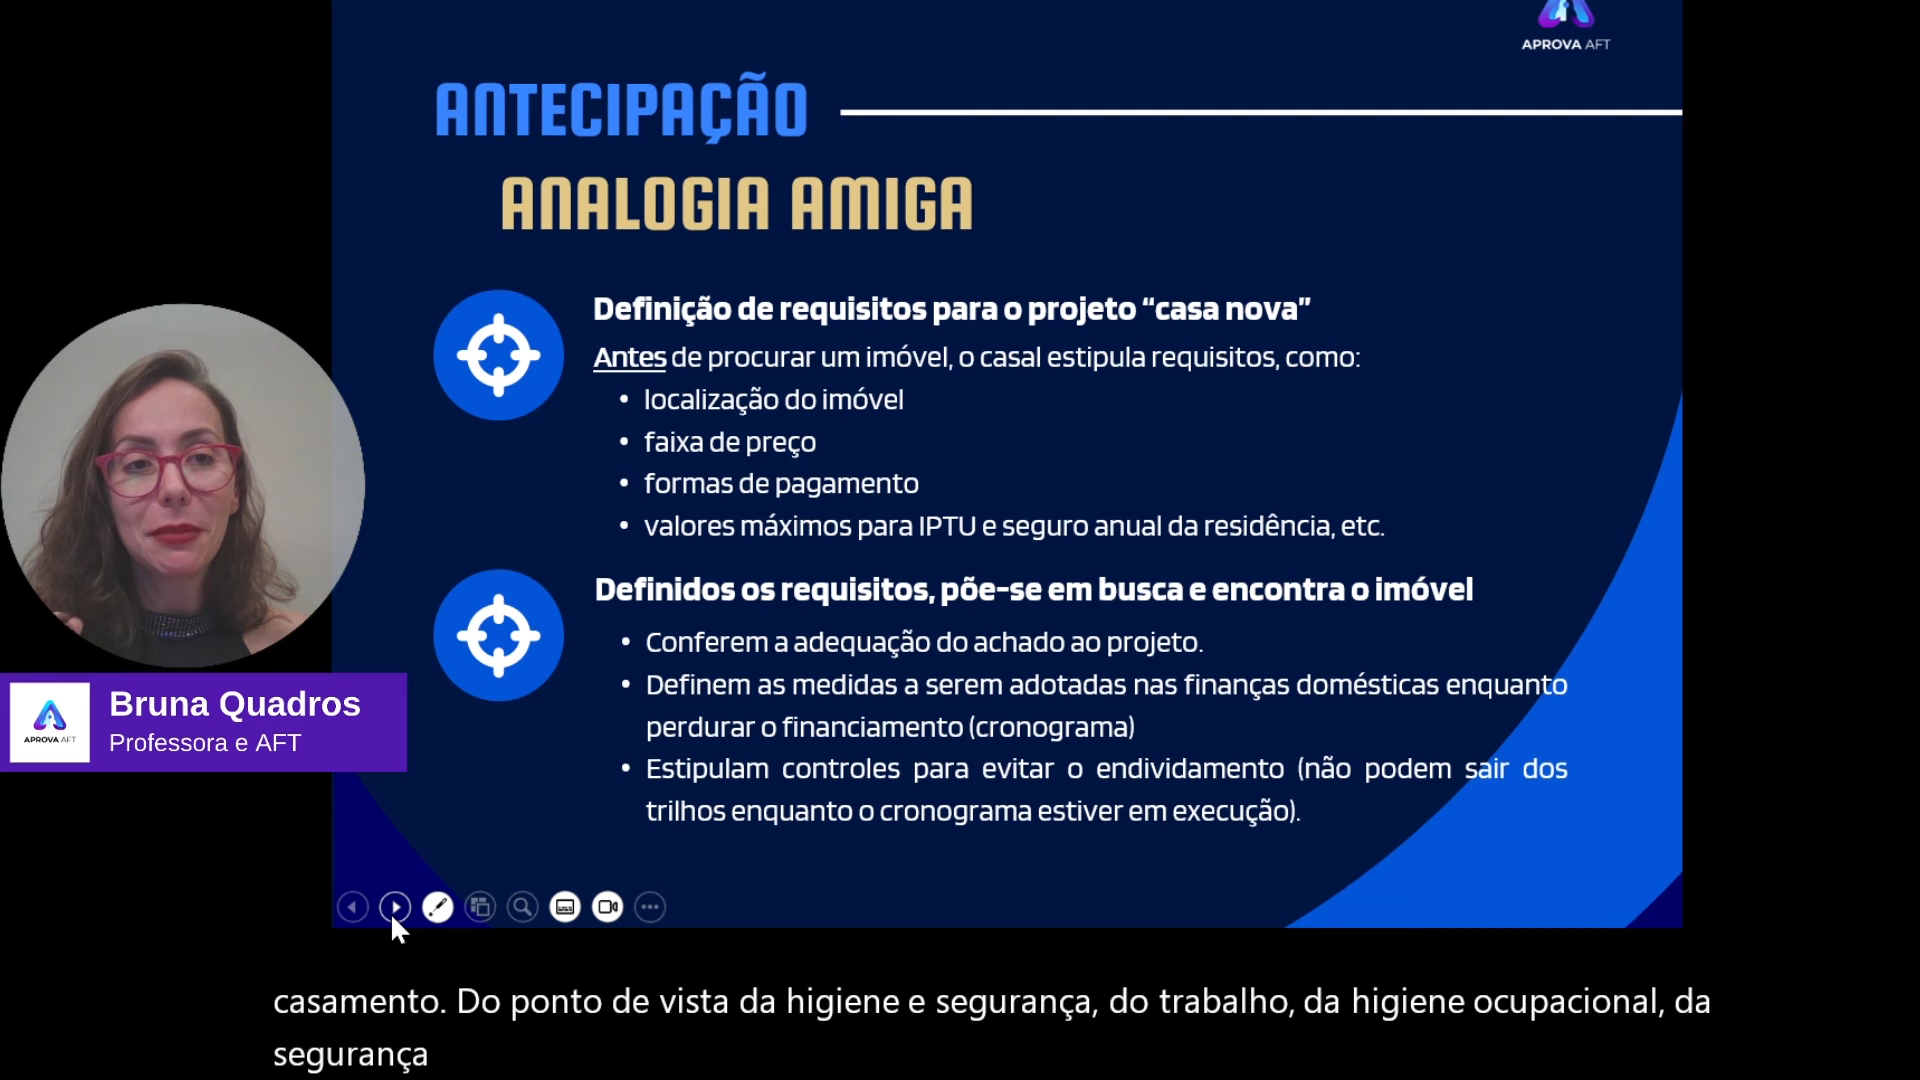 APROVA AFT
ANTECIPAÇÃO
ANALOGIA AMIGA
Definição de requisitos para o projeto “casa nova”
Antes de procurar um imóvel, o casal estipula requisitos, como:
• localização do imóvel
• faixa de preço
• formas de pagamento
• valores máximos para IPTU e seguro anual da residência, etc.
Definidos os requisitos, põe-se em busca e encontra o imóvel
• Conferem a adequação do achado ao projeto.
• Definem as medidas a serem adotadas nas finanças domésticas enquanto
perdurar o financiamento (cronograma)
• Estipulam controles para evitar o endividamento (não podem sair dos
trilhos enquanto o cronograma estiver em execução).
Bruna Quadros
Professora e AFT
APROVA AFT
casamento. Do ponto de vista da higiene e segurança, do trabalho, da higiene ocupacional, da
segurança